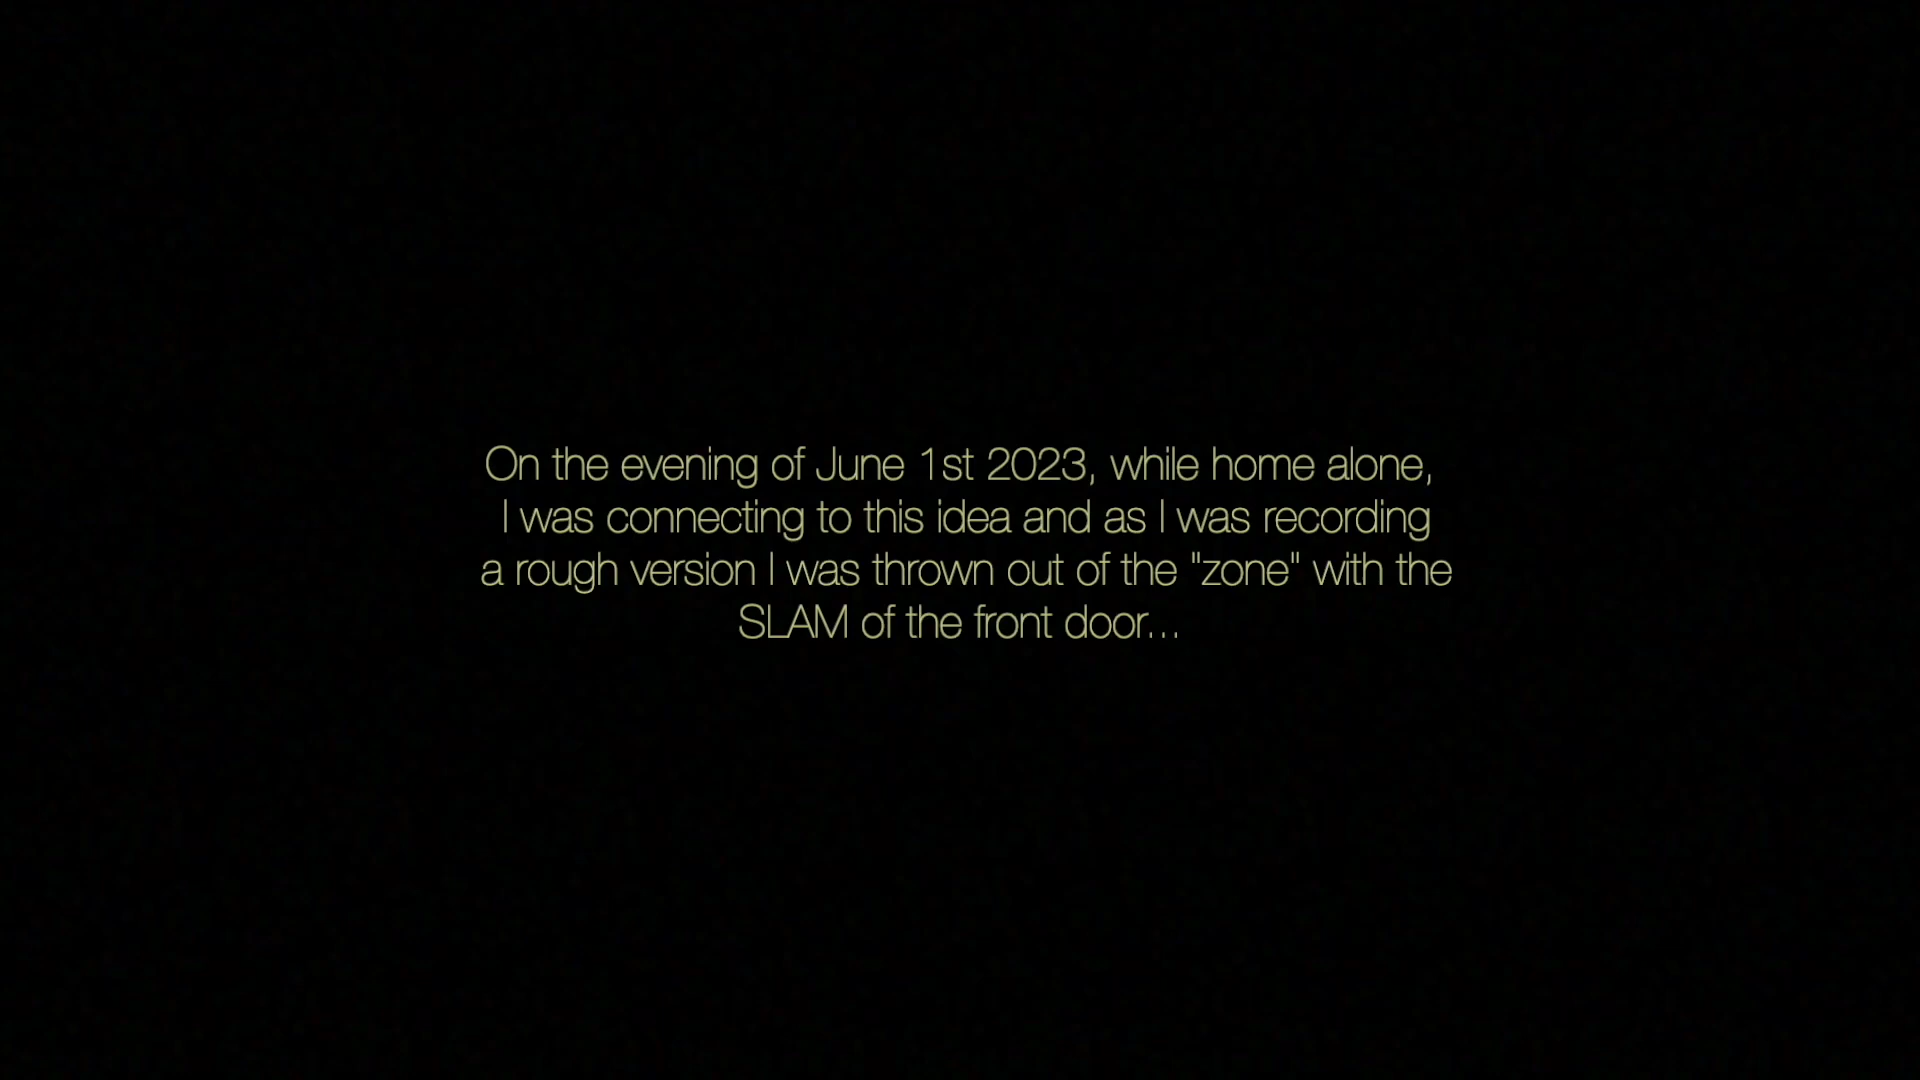 On the evening of June 1st 2023, while home alone,
I was connecting to this idea and as I was recording
a rough version I was thrown out of the "zone" with the
SLAM of the front door...